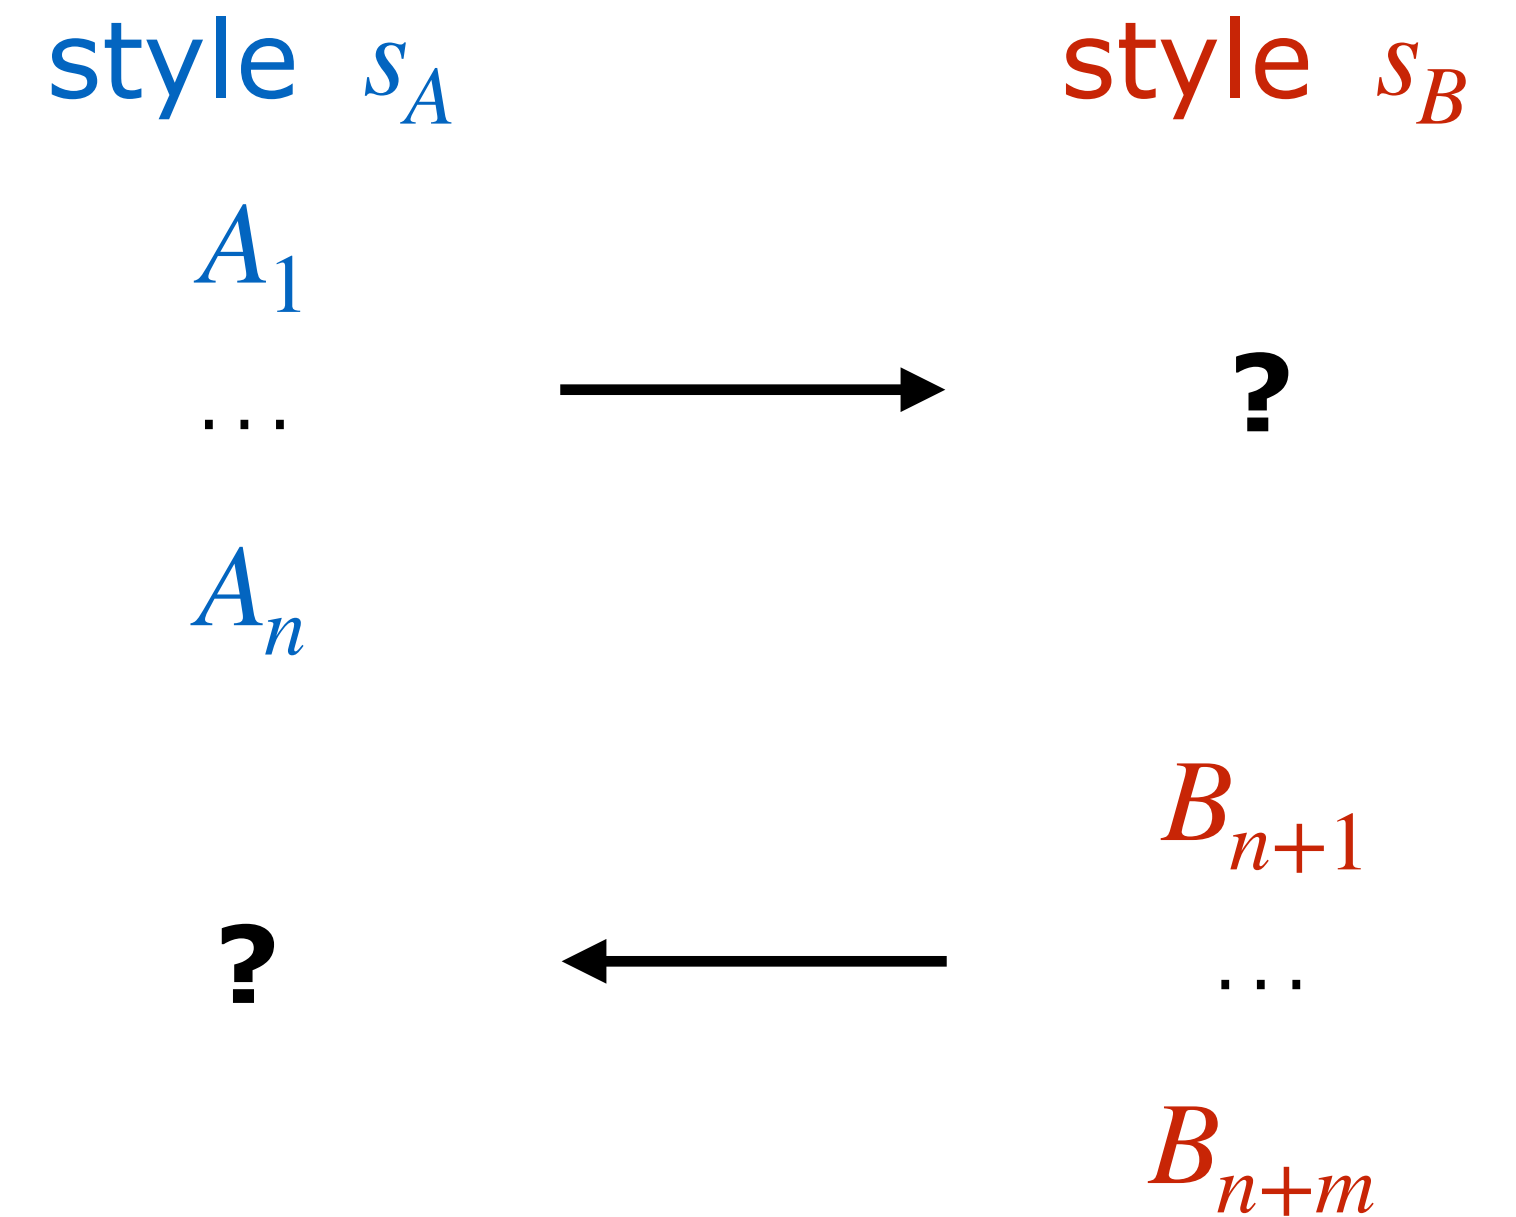 style s_A style s_B
A_1
...
?
A_n
B_{n+1}
?
...
B_{n+m}